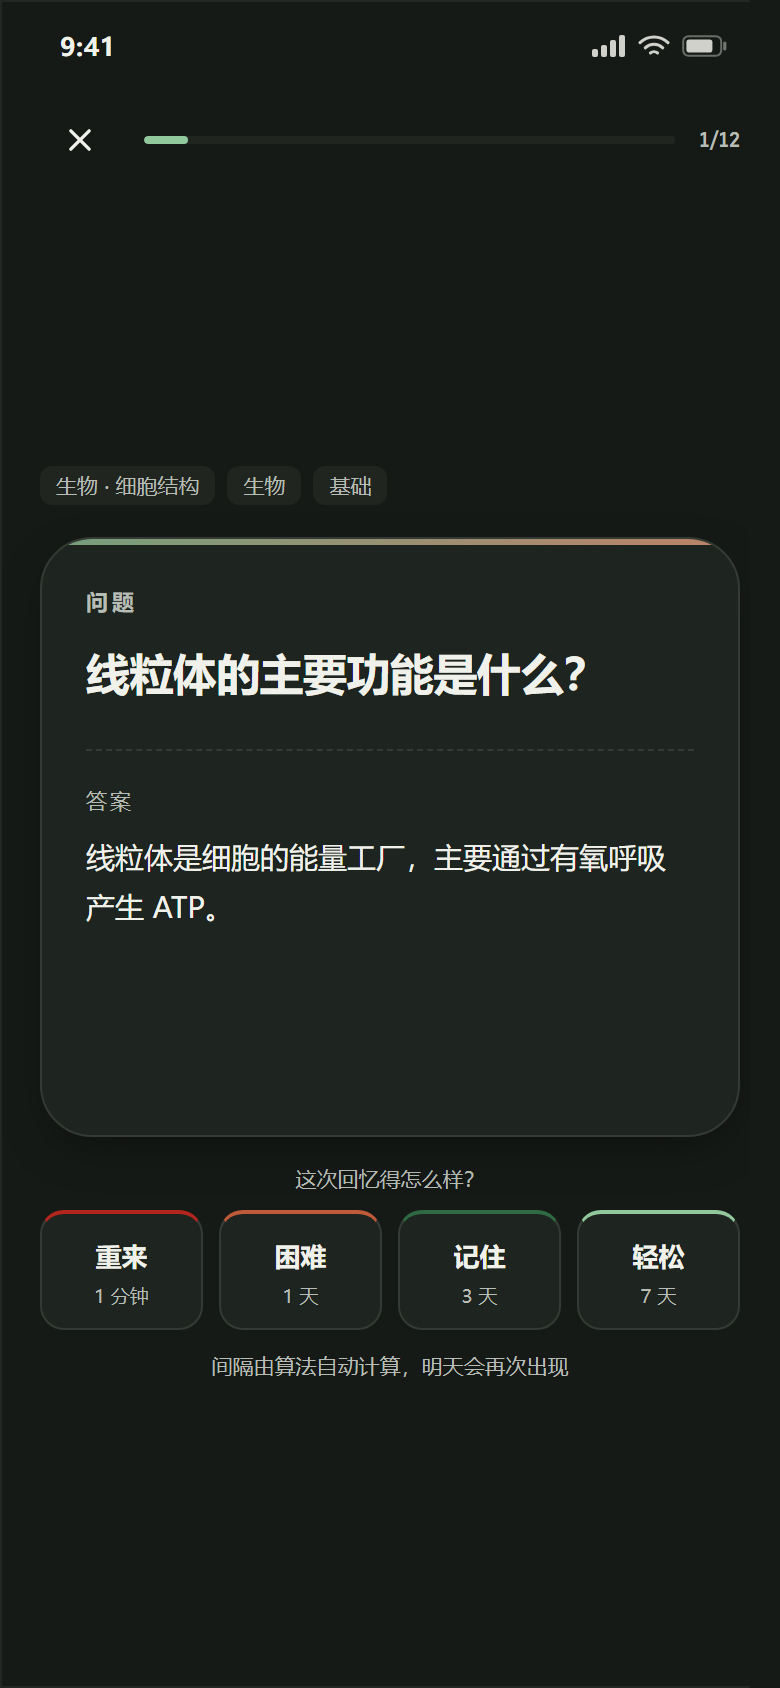 9:41
1/12
生物 · 细胞结构 生物 基础
问题
线粒体的主要功能是什么？
答案
线粒体是细胞的能量工厂，主要通过有氧呼吸
产生 ATP。
这次回忆得怎么样？
重来 困难 记住 轻松
1 分钟 1 天 3 天 7 天
间隔由算法自动计算，明天会再次出现